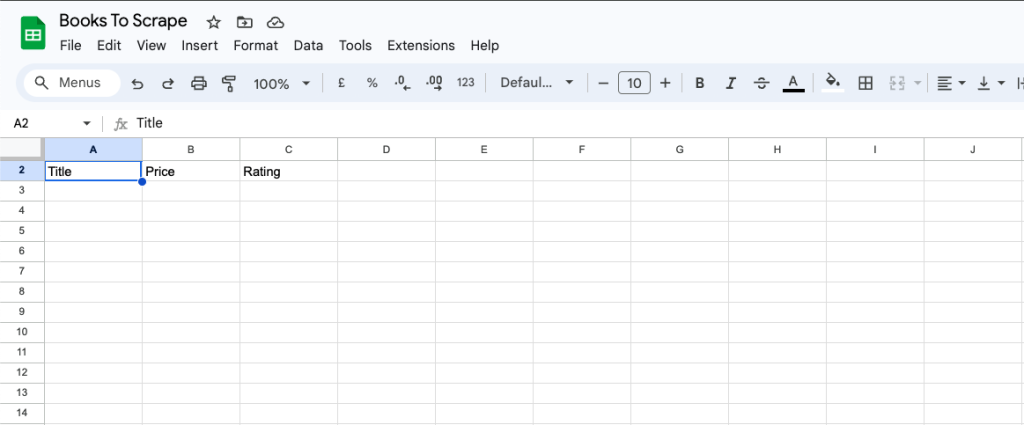 Books To Scrape
File Edit View Insert Format Data Tools Extensions Help
Menus 100% £ % .0 .00 123 Defaul... − 10 + B I A
A2 fx Title
A B C D E F G H I J
2 Title Price Rating
3
4
5
6
7
8
9
10
11
12
13
14